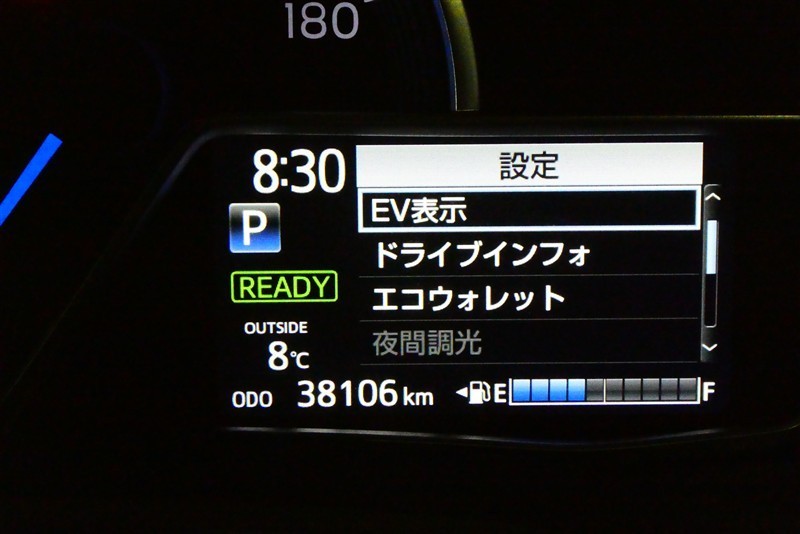 180
8:30
設定
P
EV表示
ドライブインフォ
READY
エコウォレット
OUTSIDE
8℃
夜間調光
ODO 38106 km
E F